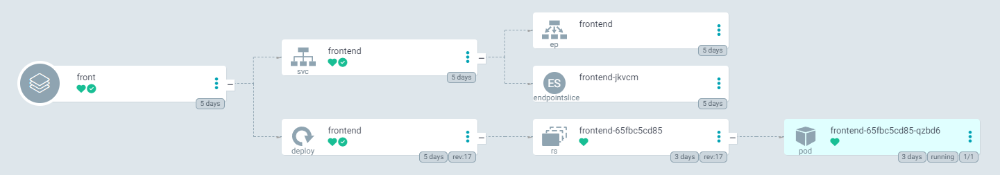 front
5 days
frontend
svc
5 days
frontend
ep
5 days
ES
frontend-jkvcm
endpointslice
5 days
frontend
deploy
5 days
rev:17
frontend-65fbc5cd85
rs
3 days
rev:17
frontend-65fbc5cd85-qzbd6
pod
3 days
running
1/1